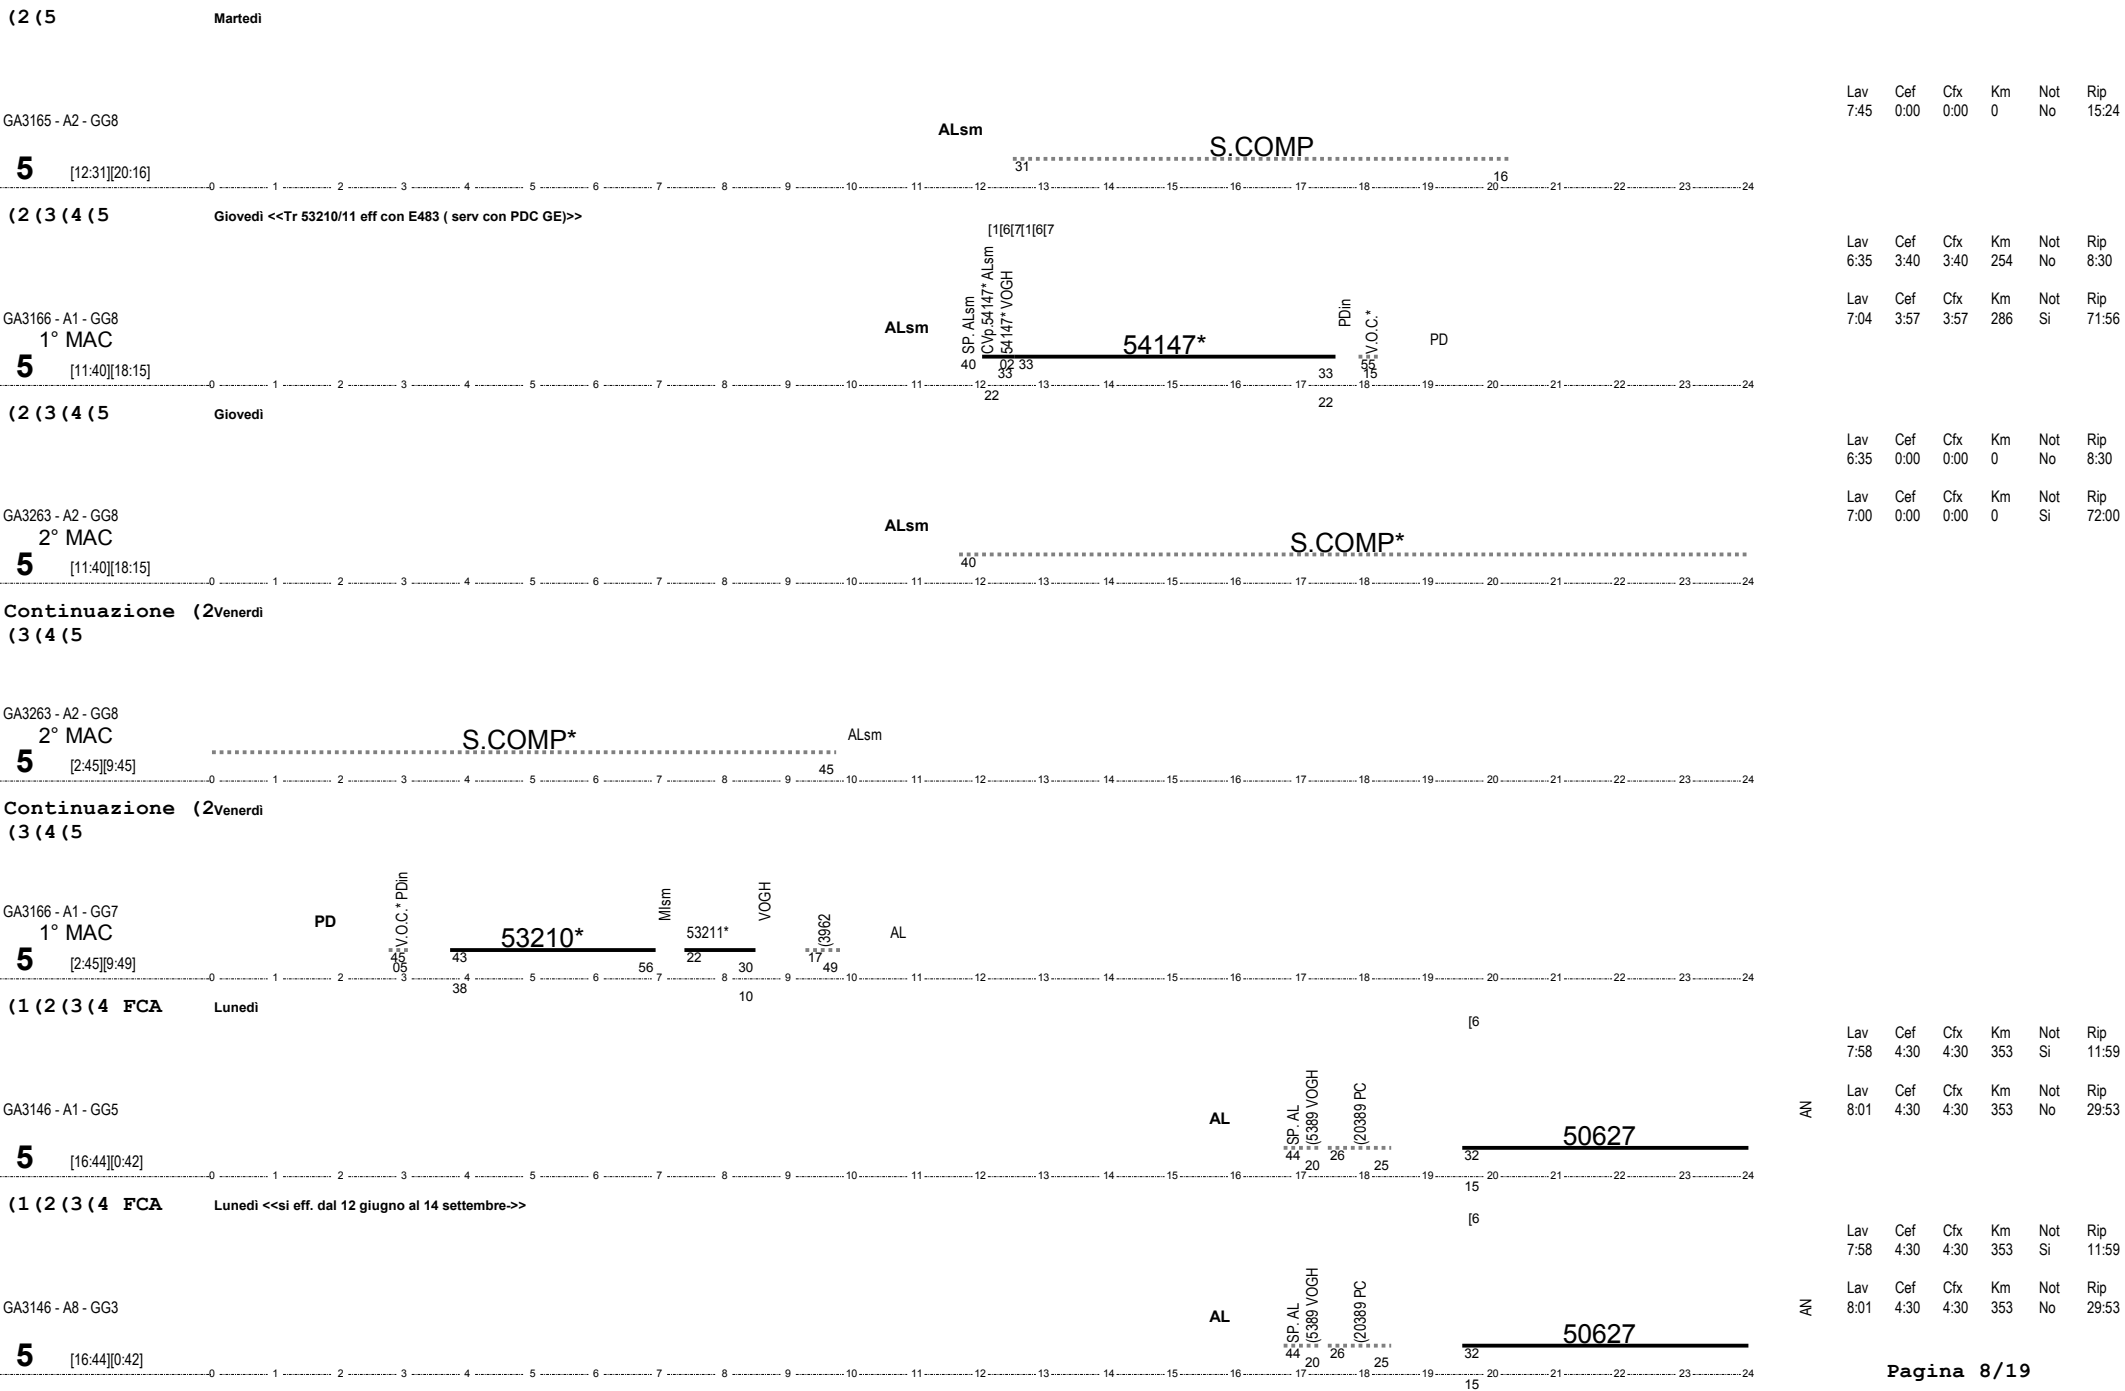 (2(5 Martedì
Lav Cef Cfx Km Not Rip
GA3165 - A2 - GG8 ALsm S.COMP 7:45 0:00 0:00 0 No 15:24
5 [12:31][20:16] 31 16
0 1 2 3 4 5 6 7 8 9 10 11 12 13 14 15 16 17 18 19 20 21 22 23 24
(2(3(4(5 Giovedì <<Tr 53210/11 eff con E483 ( serv con PDC GE)>>
[1[6[7[1[6[7
Lav Cef Cfx Km Not Rip
6:35 3:40 3:40 254 No 8:30
Lav Cef Cfx Km Not Rip
7:04 3:57 3:57 286 Si 71:56
GA3166 - A1 - GG8
1° MAC
ALsm SP. ALsm CVp.54147* ALsm 54147* VOGH 54147* PDin V.O.C.* PD
5 [11:40][18:15] 40 02 33 33 33 55 15
0 1 2 3 4 5 6 7 8 9 10 11 12 13 14 15 16 17 18 19 20 21 22 23 24
22 22
(2(3(4(5 Giovedì
Lav Cef Cfx Km Not Rip
6:35 0:00 0:00 0 No 8:30
Lav Cef Cfx Km Not Rip
7:00 0:00 0:00 0 Si 72:00
GA3263 - A2 - GG8
2° MAC
ALsm S.COMP*
5 [11:40][18:15] 40
0 1 2 3 4 5 6 7 8 9 10 11 12 13 14 15 16 17 18 19 20 21 22 23 24
Continuazione (2 Venerdì
(3(4(5
GA3263 - A2 - GG8
2° MAC
S.COMP* ALsm
5 [2:45][9:45] 45
0 1 2 3 4 5 6 7 8 9 10 11 12 13 14 15 16 17 18 19 20 21 22 23 24
Continuazione (2 Venerdì
(3(4(5
GA3166 - A1 - GG7
1° MAC
PD V.O.C.* PDin 53210* MIsm 53211* VOGH (3962 AL
5 [2:45][9:49] 45 05 43 56 22 30 17 49
0 1 2 3 4 5 6 7 8 9 10 11 12 13 14 15 16 17 18 19 20 21 22 23 24
38 10
(1(2(3(4 FCA Lunedì
[6
Lav Cef Cfx Km Not Rip
7:58 4:30 4:30 353 Si 11:59
Lav Cef Cfx Km Not Rip
8:01 4:30 4:30 353 No 29:53
GA3146 - A1 - GG5
AL SP. AL (5389 VOGH (20389 PC 50627 AN
5 [16:44][0:42] 44 20 26 25 32
0 1 2 3 4 5 6 7 8 9 10 11 12 13 14 15 16 17 18 19 20 21 22 23 24
15
(1(2(3(4 FCA Lunedì <<si eff. dal 12 giugno al 14 settembre->>
[6
Lav Cef Cfx Km Not Rip
7:58 4:30 4:30 353 Si 11:59
Lav Cef Cfx Km Not Rip
8:01 4:30 4:30 353 No 29:53
GA3146 - A8 - GG3
AL SP. AL (5389 VOGH (20389 PC 50627 AN
5 [16:44][0:42] 44 20 26 25 32
0 1 2 3 4 5 6 7 8 9 10 11 12 13 14 15 16 17 18 19 20 21 22 23 24
15
Pagina 8/19